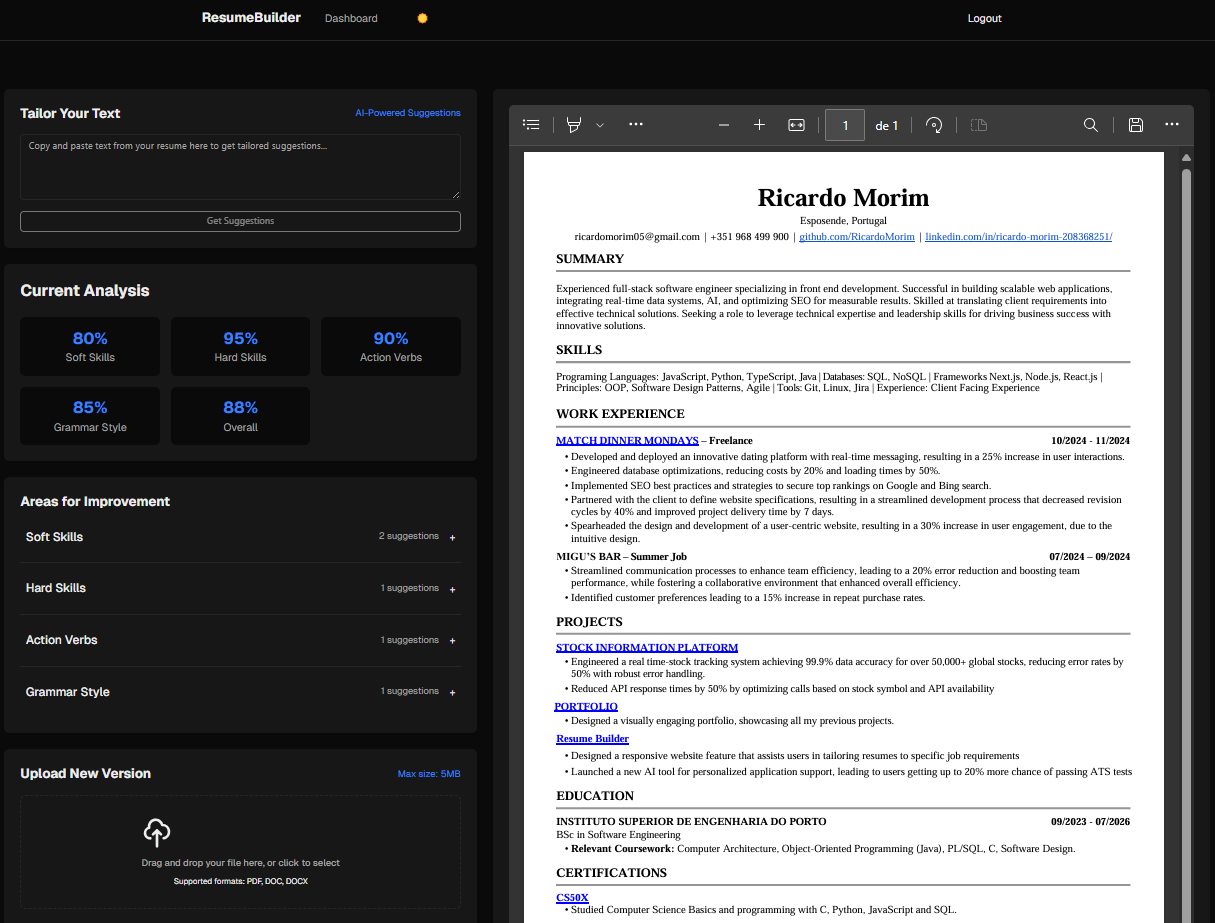 ResumeBuilder Dashboard Logout
Tailor Your Text AI-Powered Suggestions
Copy and paste text from your resume here to get tailored suggestions...
Get Suggestions
Current Analysis
80% 95% 90%
Soft Skills Hard Skills Action Verbs
85% 88%
Grammar Style Overall
Areas for Improvement
Soft Skills 2 suggestions +
Hard Skills 1 suggestions +
Action Verbs 1 suggestions +
Grammar Style 1 suggestions +
Upload New Version Max size: 5MB
Drag and drop your file here, or click to select
Supported formats: PDF, DOC, DOCX
1 de 1
Ricardo Morim
Esposende, Portugal
ricardomorim05@gmail.com | +351 968 499 900 | github.com/RicardoMorim | linkedin.com/in/ricardo-morim-208368251/
SUMMARY
Experienced full-stack software engineer specializing in front end development. Successful in building scalable web applications,
integrating real-time data systems, AI, and optimizing SEO for measurable results. Skilled at translating client requirements into
effective technical solutions. Seeking a role to leverage technical expertise and leadership skills for driving business success with
innovative solutions.
SKILLS
Programing Languages: JavaScript, Python, TypeScript, Java | Databases: SQL, NoSQL | Frameworks Next.js, Node.js, React.js |
Principles: OOP, Software Design Patterns, Agile | Tools: Git, Linux, Jira | Experience: Client Facing Experience
WORK EXPERIENCE
MATCH DINNER MONDAYS – Freelance 10/2024 - 11/2024
• Developed and deployed an innovative dating platform with real-time messaging, resulting in a 25% increase in user interactions.
• Engineered database optimizations, reducing costs by 20% and loading times by 50%.
• Implemented SEO best practices and strategies to secure top rankings on Google and Bing search.
• Partnered with the client to define website specifications, resulting in a streamlined development process that decreased revision
cycles by 40% and improved project delivery time by 7 days.
• Spearheaded the design and development of a user-centric website, resulting in a 30% increase in user engagement, due to the
intuitive design.
MIGU'S BAR – Summer Job 07/2024 – 09/2024
• Streamlined communication processes to enhance team efficiency, leading to a 20% error reduction and boosting team
performance, while fostering a collaborative environment that enhanced overall efficiency.
• Identified customer preferences leading to a 15% increase in repeat purchase rates.
PROJECTS
STOCK INFORMATION PLATFORM
• Engineered a real time-stock tracking system achieving 99.9% data accuracy for over 50,000+ global stocks, reducing error rates by
50% with robust error handling.
• Reduced API response times by 50% by optimizing calls based on stock symbol and API availability
PORTFOLIO
• Designed a visually engaging portfolio, showcasing all my previous projects.
Resume Builder
• Designed a responsive website feature that assists users in tailoring resumes to specific job requirements
• Launched a new AI tool for personalized application support, leading to users getting up to 20% more chance of passing ATS tests
EDUCATION
INSTITUTO SUPERIOR DE ENGENHARIA DO PORTO 09/2023 - 07/2026
BSc in Software Engineering
• Relevant Coursework: Computer Architecture, Object-Oriented Programming (Java), PL/SQL, C, Software Design.
CERTIFICATIONS
CS50X
• Studied Computer Science Basics and programming with C, Python, JavaScript and SQL.